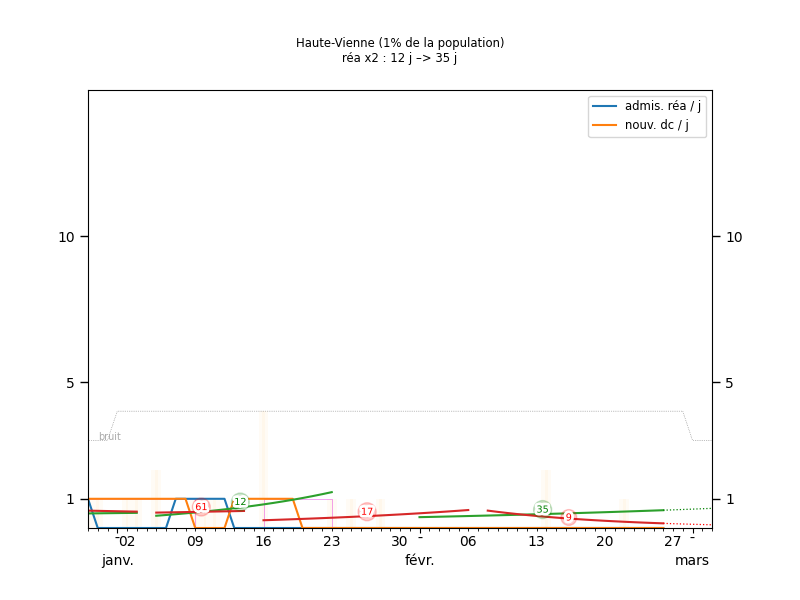 Haute-Vienne (1% de la population)
réa x2 : 12 j –> 35 j
admis. réa / j
nouv. dc / j
10
10
5
5
bruit
1
1
61
12
17
35
9
02
09
16
23
30
06
13
20
27
janv.
févr.
mars